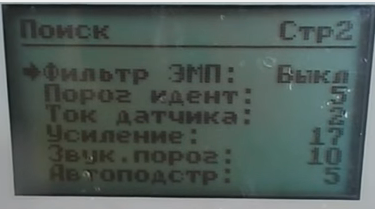 Поиск Стр2
➔Фильтр ЭМП: Выкл
Порог идент: 5
Ток датчика: 2
Усиление: 17
Звук.порог: 10
Автоподстр: 5